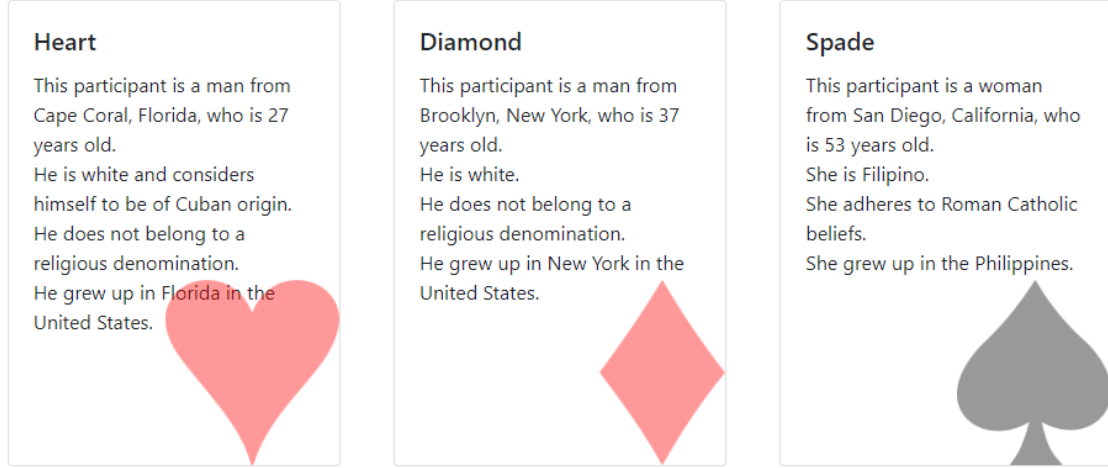 Heart
This participant is a man from
Cape Coral, Florida, who is 27
years old.
He is white and considers
himself to be of Cuban origin.
He does not belong to a
religious denomination.
He grew up in Florida in the
United States.
Diamond
This participant is a man from
Brooklyn, New York, who is 37
years old.
He is white.
He does not belong to a
religious denomination.
He grew up in New York in the
United States.
Spade
This participant is a woman
from San Diego, California, who
is 53 years old.
She is Filipino.
She adheres to Roman Catholic
beliefs.
She grew up in the Philippines.